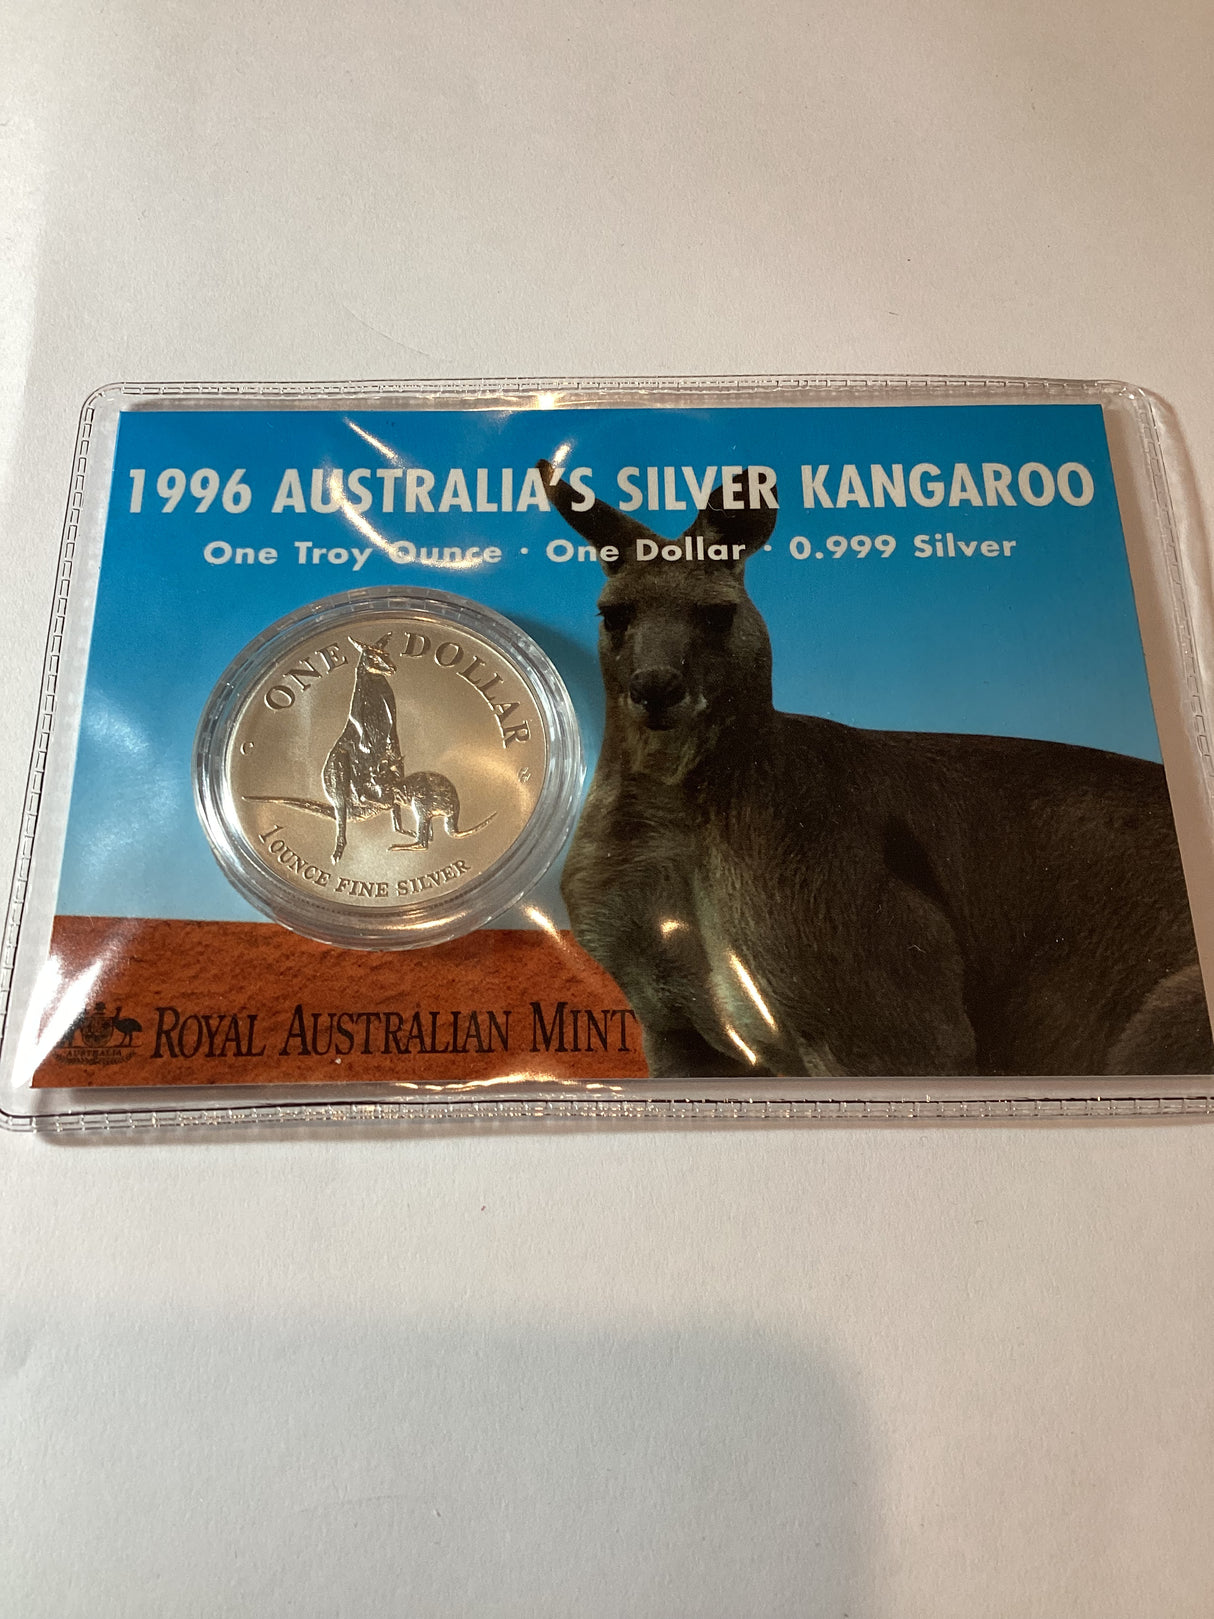 1996 AUSTRALIA'S SILVER KANGAROO
One Troy Ounce · One Dollar · 0.999 Silver
ONE DOLLAR
C
1 OUNCE FINE SILVER
AUSTRALIA
ROYAL AUSTRALIAN MINT